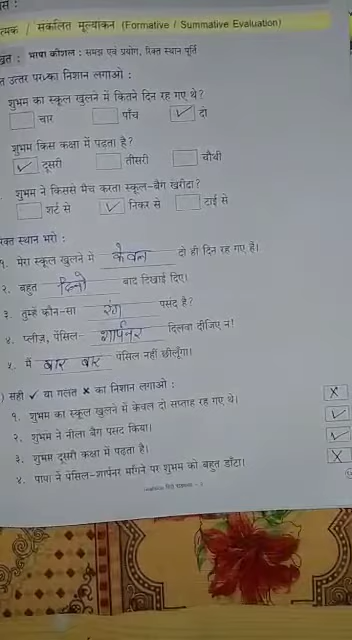 त्मक / संकलित मूल्यांकन (Formative / Summative Evaluation)
भाषा कौशल : समझ एवं प्रयोग, रिक्त स्थान पूर्ति
उत्तर पर ✓ का निशान लगाओ :
शुभम का स्कूल खुलने में कितने दिन रह गए थे?
चार पाँच ✓ दो
शुभम किस कक्षा में पढ़ता है?
✓ दूसरी तीसरी चौथी
शुभम ने किससे मैच करता स्कूल-बैग खरीदा?
शर्ट से ✓ निकर से टाई से
क्त स्थान भरो :
१. मेरा स्कूल खुलने में केवल दो ही दिन रह गए है।
२. बहुत दिनो बाद दिखाई दिए।
३. तुम्हें कौन-सा रंग पसंद है?
४. प्लीज़, पेंसिल- शार्पनर दिलवा दीजिए न!
५. मैं बार बार पेंसिल नहीं छीलूँगा।
) सही ✓ या गलत × का निशान लगाओ :
१. शुभम का स्कूल खुलने में केवल दो सप्ताह रह गए थे। ×
२. शुभम ने नीला बैग पसंद किया। ✓
३. शुभम दूसरी कक्षा में पढ़ता है। ✓
४. पापा ने पेंसिल-शार्पनर माँगने पर शुभम को बहुत डाँटा। ×